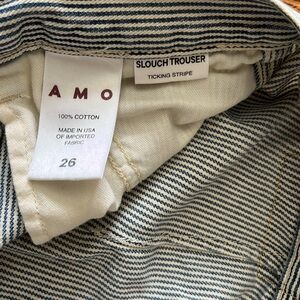 AMO
100% COTTON
MADE IN USA
OF IMPORTED
FABRIC
26
SLOUCH TROUSER
TICKING STRIPE